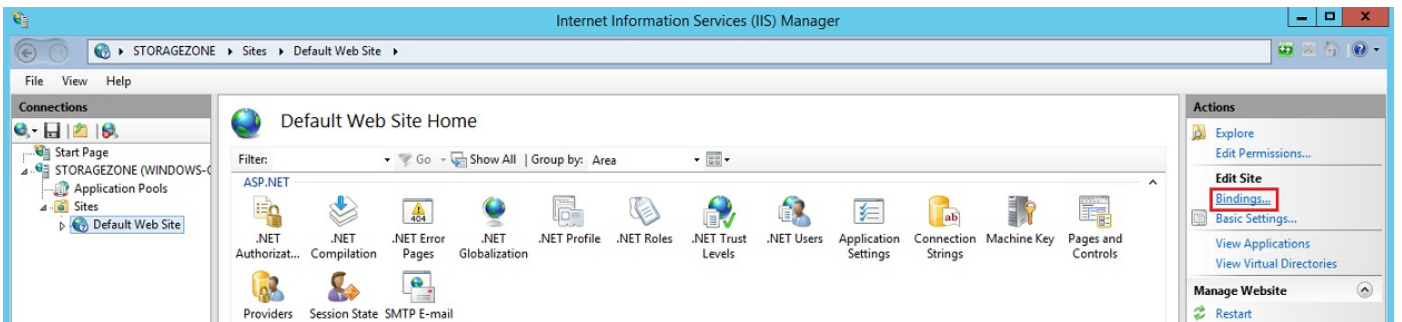 Internet Information Services (IIS) Manager
STORAGEZONE Sites Default Web Site
File View Help
Connections
Start Page
STORAGEZONE (WINDOWS-
Application Pools
Sites
Default Web Site
Default Web Site Home
Filter: Go Show All Group by: Area
ASP.NET
.NET Authorizat...
.NET Compilation
404
.NET Error Pages
.NET Globalization
.NET Profile
.NET Roles
.NET Trust Levels
.NET Users
Application Settings
ab
Connection Strings
Machine Key
Pages and Controls
Providers
Session State
SMTP E-mail
Actions
Explore
Edit Permissions...
Edit Site
Bindings...
Basic Settings...
View Applications
View Virtual Directories
Manage Website
Restart